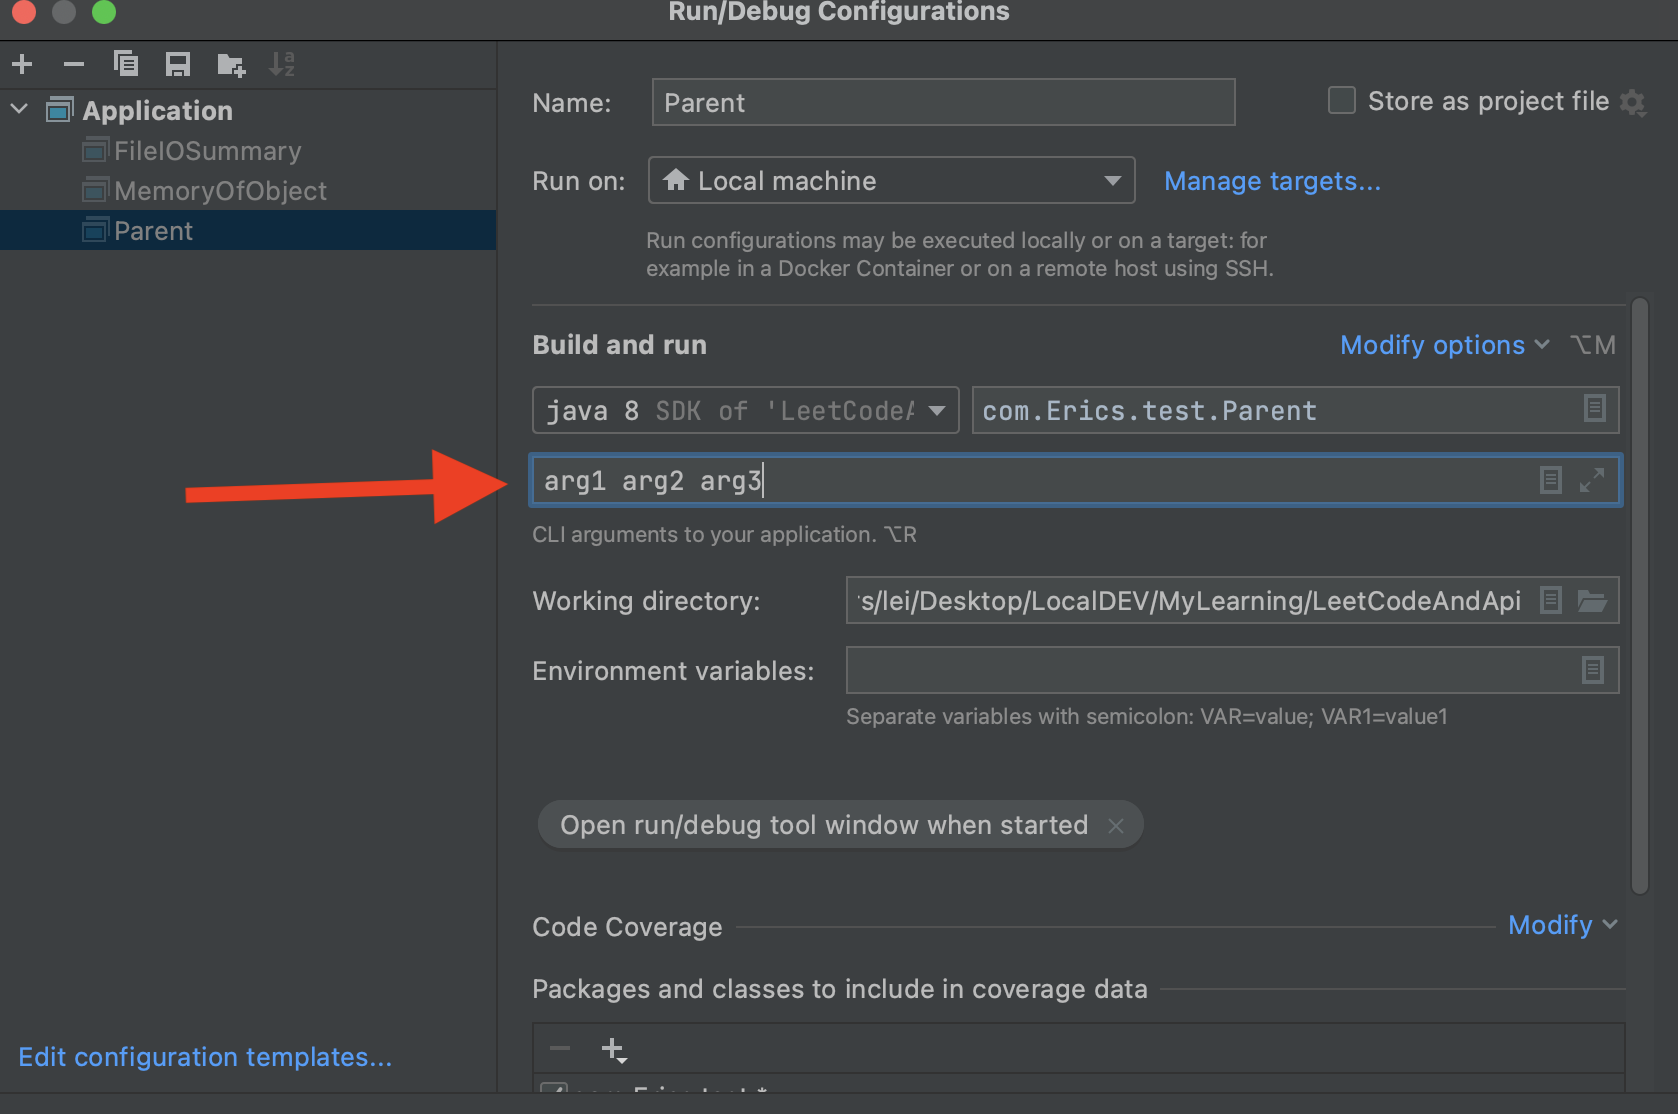 Run/Debug Configurations
Application
FileIOSummary
MemoryOfObject
Parent
Edit configuration templates...
Name: Parent
Store as project file
Run on: Local machine
Manage targets...
Run configurations may be executed locally or on a target: for
example in a Docker Container or on a remote host using SSH.
Build and run
Modify options ⌥M
java 8 SDK of 'LeetCodeA
com.Erics.test.Parent
arg1 arg2 arg3
CLI arguments to your application. ⌥R
Working directory: s/lei/Desktop/LocalDEV/MyLearning/LeetCodeAndApi
Environment variables:
Separate variables with semicolon: VAR=value; VAR1=value1
Open run/debug tool window when started
Code Coverage
Modify
Packages and classes to include in coverage data